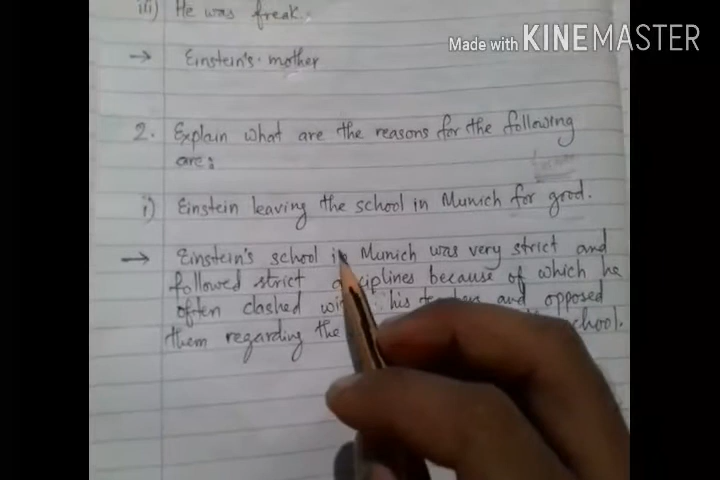 iii) He was freak.
Made with KINEMASTER
→ Einstein's mother
2. Explain what are the reasons for the following
are:
i) Einstein leaving the school in Munich for good.
→ Einstein's school in Munich was very strict and
followed strict disciplines because of which he
often clashed his and opposed
them regarding the school.